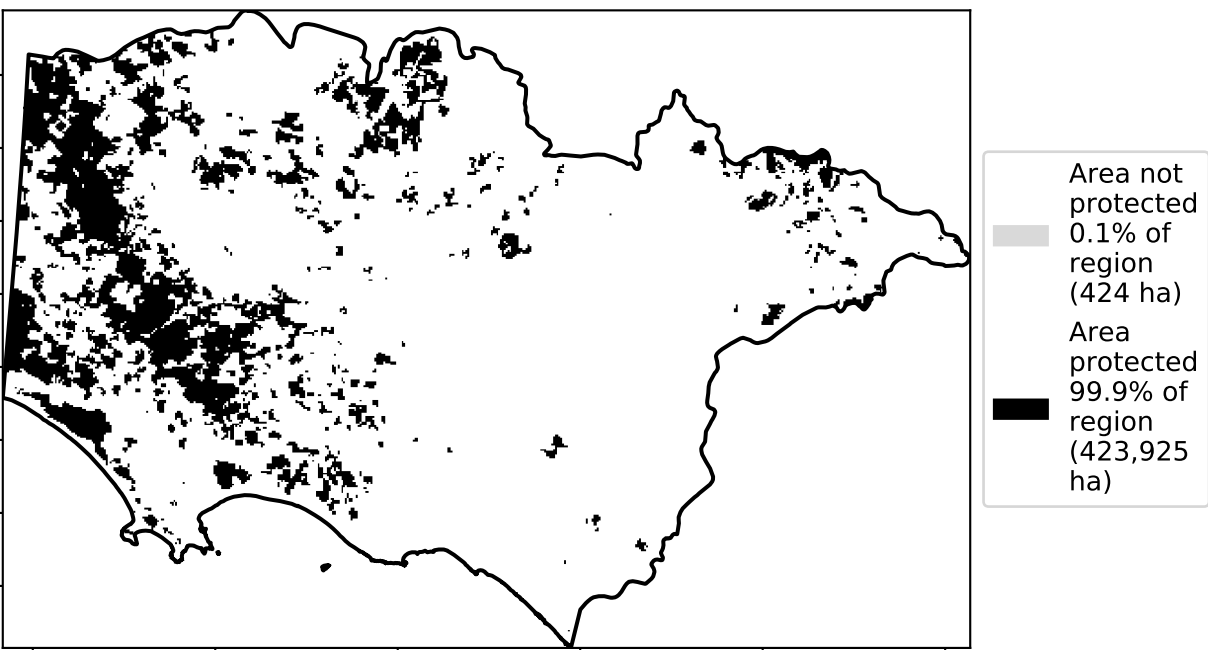 Area not
protected
0.1% of
region
(424 ha)
Area
protected
99.9% of
region
(423,925
ha)